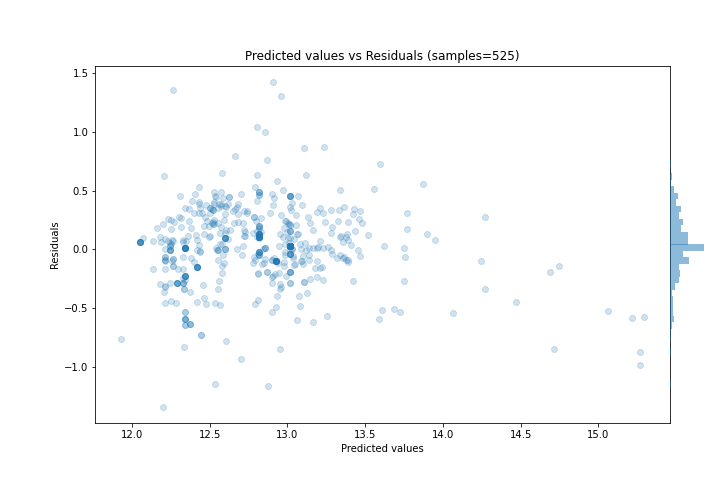 Predicted values vs Residuals (samples=525)
1.5
1.0
0.5
0.0
−0.5
−1.0
Residuals
12.0 12.5 13.0 13.5 14.0 14.5 15.0
Predicted values